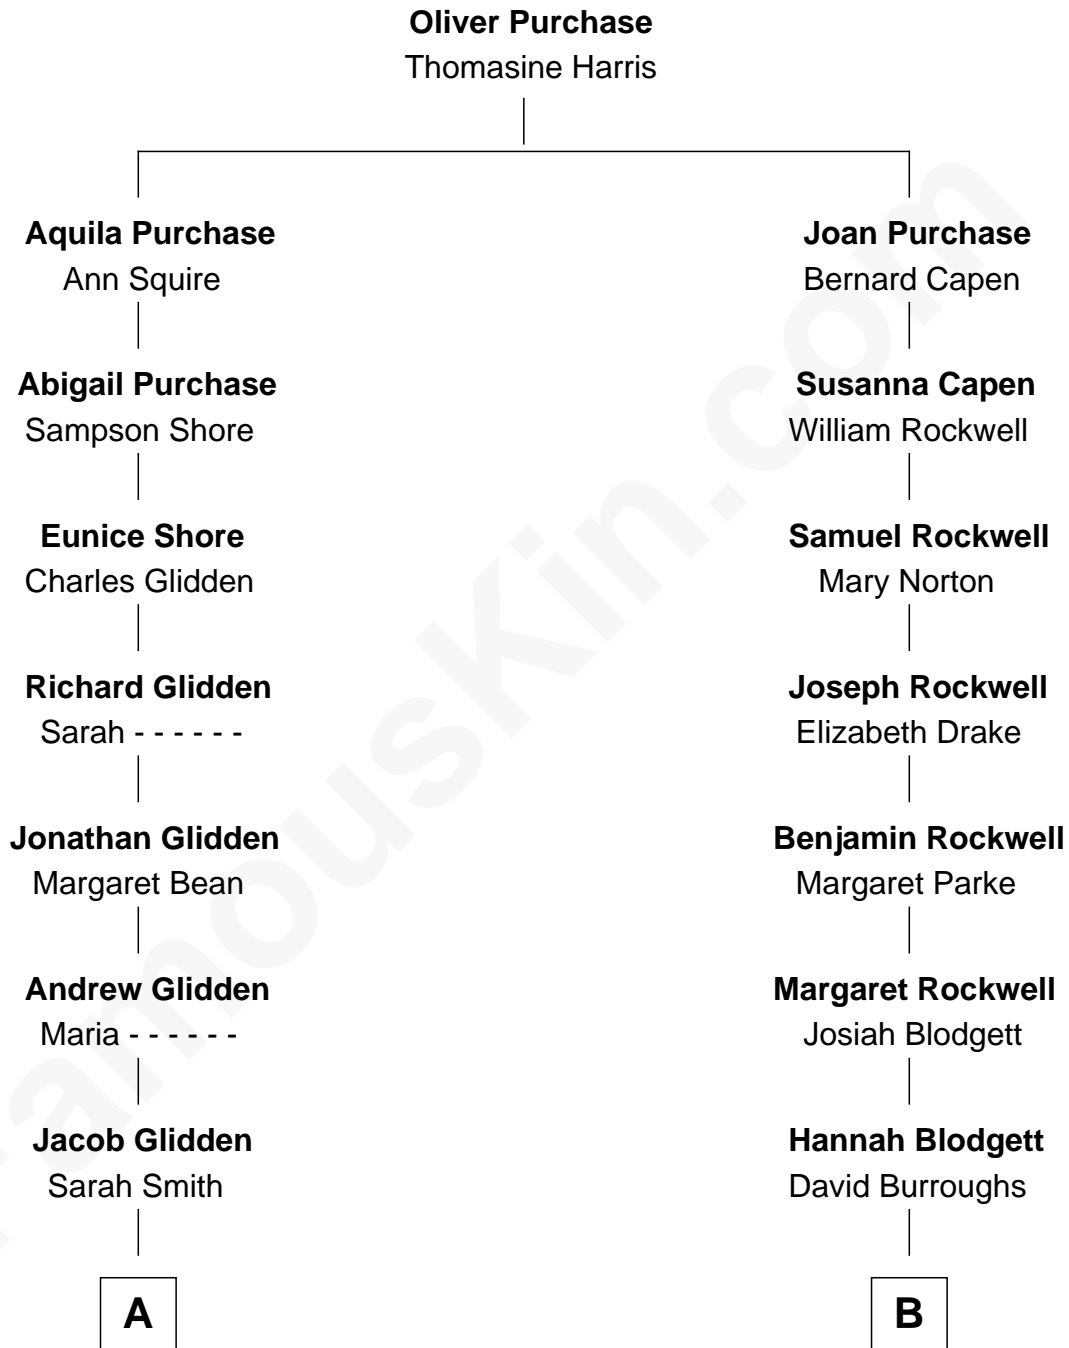 Oliver Purchase
Thomasine Harris
Aquila Purchase
Ann Squire
Abigail Purchase
Sampson Shore
Eunice Shore
Charles Glidden
Richard Glidden
Sarah - - - - - -
Jonathan Glidden
Margaret Bean
Andrew Glidden
Maria - - - - - -
Jacob Glidden
Sarah Smith
A
Joan Purchase
Bernard Capen
Susanna Capen
William Rockwell
Samuel Rockwell
Mary Norton
Joseph Rockwell
Elizabeth Drake
Benjamin Rockwell
Margaret Parke
Margaret Rockwell
Josiah Blodgett
Hannah Blodgett
David Burroughs
B
FamousKin.com